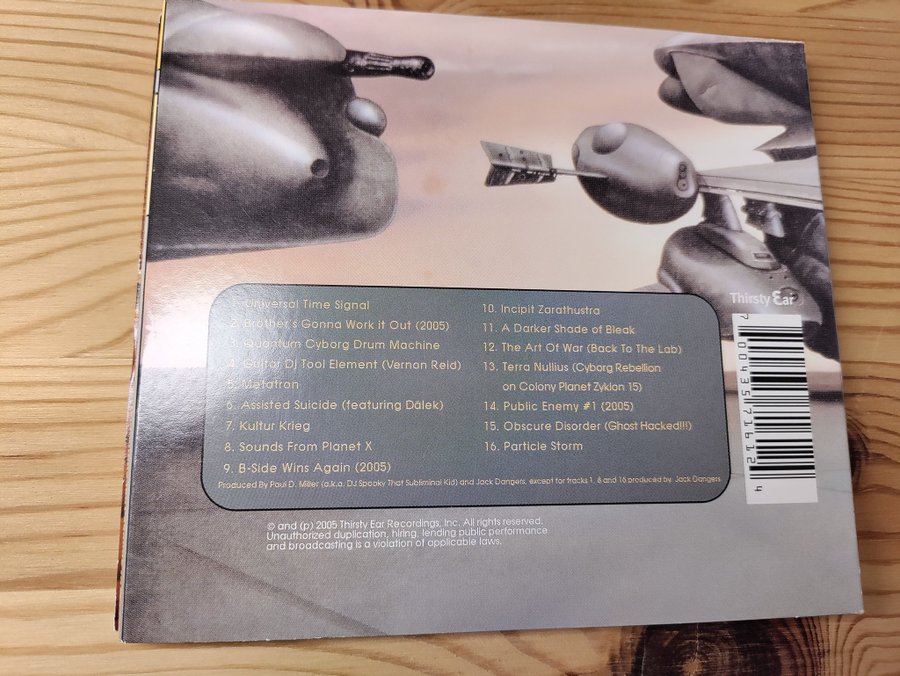 1. Universal Time Signal
2. Brother's Gonna Work it Out (2005)
3. Quantum Cyborg Drum Machine
4. Guitar DJ Tool Element (Vernon Reid)
5. Metatron
6. Assisted Suicide (featuring Dälek)
7. Kultur Krieg
8. Sounds From Planet X
9. B-Side Wins Again (2005)
10. Incipit Zarathustra
11. A Darker Shade of Bleak
12. The Art Of War (Back To The Lab)
13. Terra Nullius (Cyborg Rebellion
on Colony Planet Zyklon 15)
14. Public Enemy #1 (2005)
15. Obscure Disorder (Ghost Hacked!!!)
16. Particle Storm
Produced By Paul D. Miller (a.k.a. DJ Spooky That Subliminal Kid) and Jack Dangers, except for tracks 1, 8 and 16 produced by Jack Dangers
Thirsty Ear
7 00435 71612 4
© and (p) 2005 Thirsty Ear Recordings, Inc. All rights reserved.
Unauthorized duplication, hiring, lending public performance
and broadcasting is a violation of applicable laws.